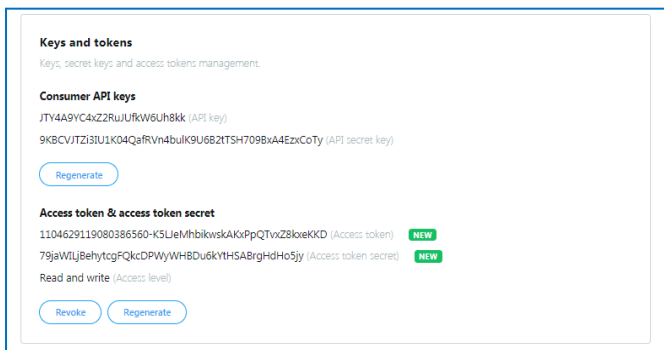 Keys and tokens
Keys, secret keys and access tokens management.
Consumer API keys
JTY4A9YC4xZ2RuJUfkW6Uh8kk (API key)
9KBCVJTZi3IU1K04QafRVn4bulK9U6B2tTSH709BxA4EzxCoTy (API secret key)
Regenerate
Access token & access token secret
1104629119080386560-K5LJeMhbikwskAKxPpQTvxZ8kxeKKD (Access token) NEW
79jaWILjBehytcgFQkcDPWyWHBDu6kYtHSABrgHdHo5jy (Access token secret) NEW
Read and write (Access level)
Revoke Regenerate